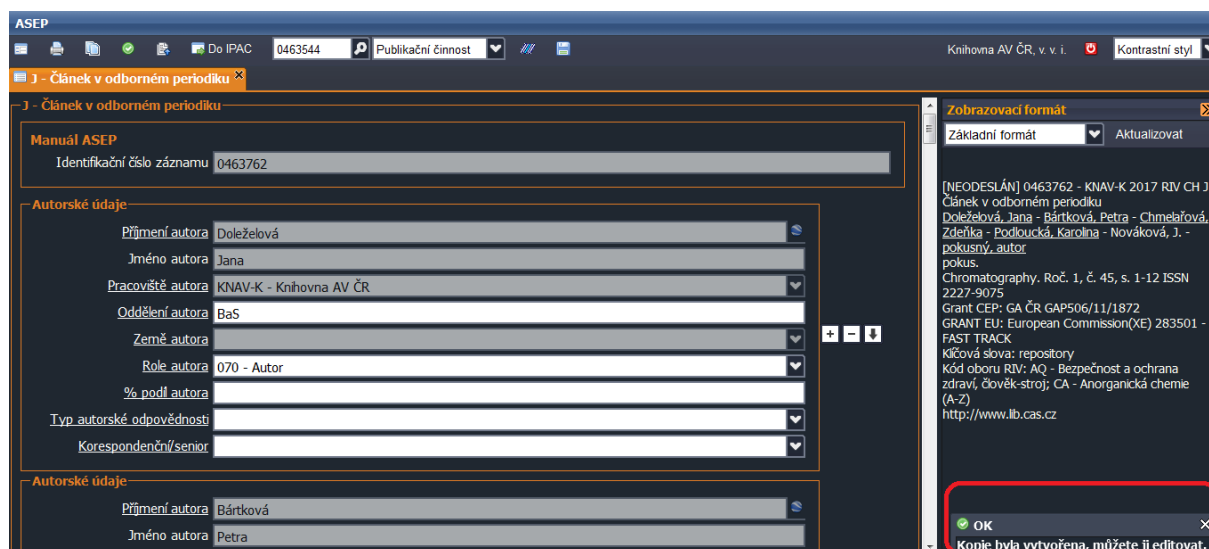 ASEP
Do IPAC 0463544 Publikační činnost Knihovna AV ČR, v. v. i. Kontrastní styl
J - Článek v odborném periodiku
J - Článek v odborném periodiku
Manuál ASEP
Identifikační číslo záznamu 0463762
Autorské údaje
Příjmení autora Doleželová
Jméno autora Jana
Pracoviště autora KNAV-K - Knihovna AV ČR
Oddělení autora BaS
Země autora
Role autora 070 - Autor
% podíl autora
Typ autorské odpovědnosti
Korespondenční/senior
Autorské údaje
Příjmení autora Bártková
Jméno autora Petra
Zobrazovací formát
Základní formát Aktualizovat
[NEODESLÁN] 0463762 - KNAV-K 2017 RIV CH J
Článek v odborném periodiku
Doleželová, Jana - Bártková, Petra - Chmelařová,
Zdeňka - Podloucká, Karolina - Nováková, J. -
pokusný, autor
pokus.
Chromatography. Roč. 1, č. 45, s. 1-12 ISSN
2227-9075
Grant CEP: GA ČR GAP506/11/1872
GRANT EU: European Commission(XE) 283501 -
FAST TRACK
Klíčová slova: repository
Kód oboru RIV: AQ - Bezpečnost a ochrana
zdraví, člověk-stroj; CA - Anorganická chemie
(A-Z)
http://www.lib.cas.cz
OK
Kopie byla vytvořena, můžete ji editovat.